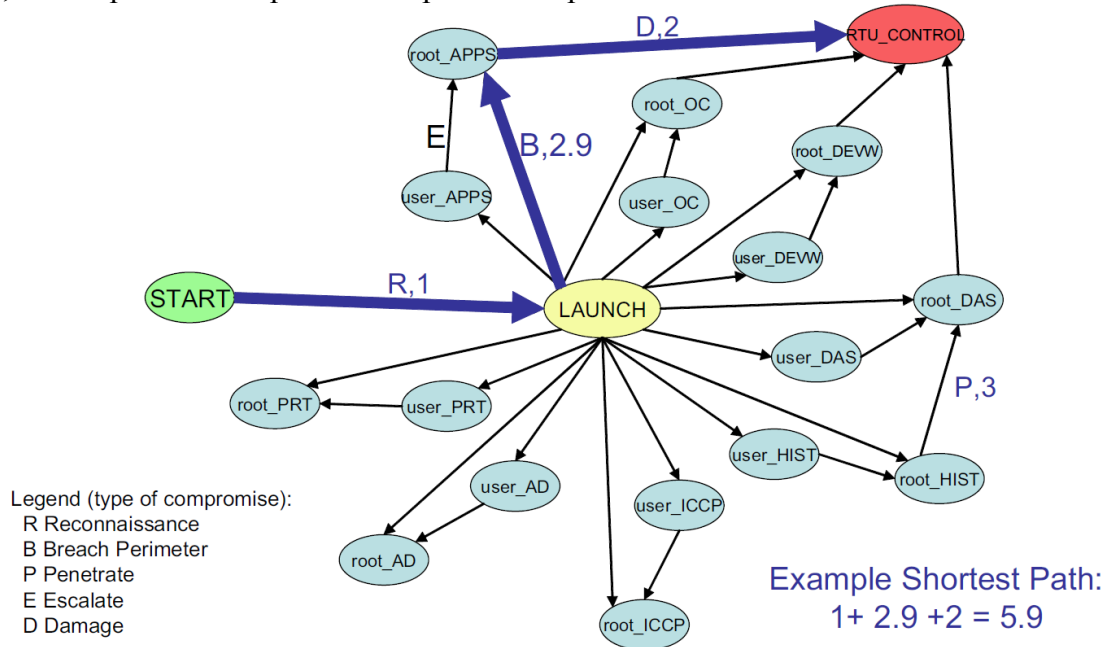 D,2
RTU_CONTROL
root_APPS
root_OC
E
B,2.9
root_DEVW
user_APPS
user_OC
user_DEVW
R,1
START
LAUNCH
root_DAS
user_DAS
P,3
root_PRT
user_PRT
user_HIST
root_HIST
user_AD
user_ICCP
root_AD
root_ICCP
Legend (type of compromise):
R Reconnaissance
B Breach Perimeter
P Penetrate
E Escalate
D Damage
Example Shortest Path:
1+ 2.9 +2 = 5.9